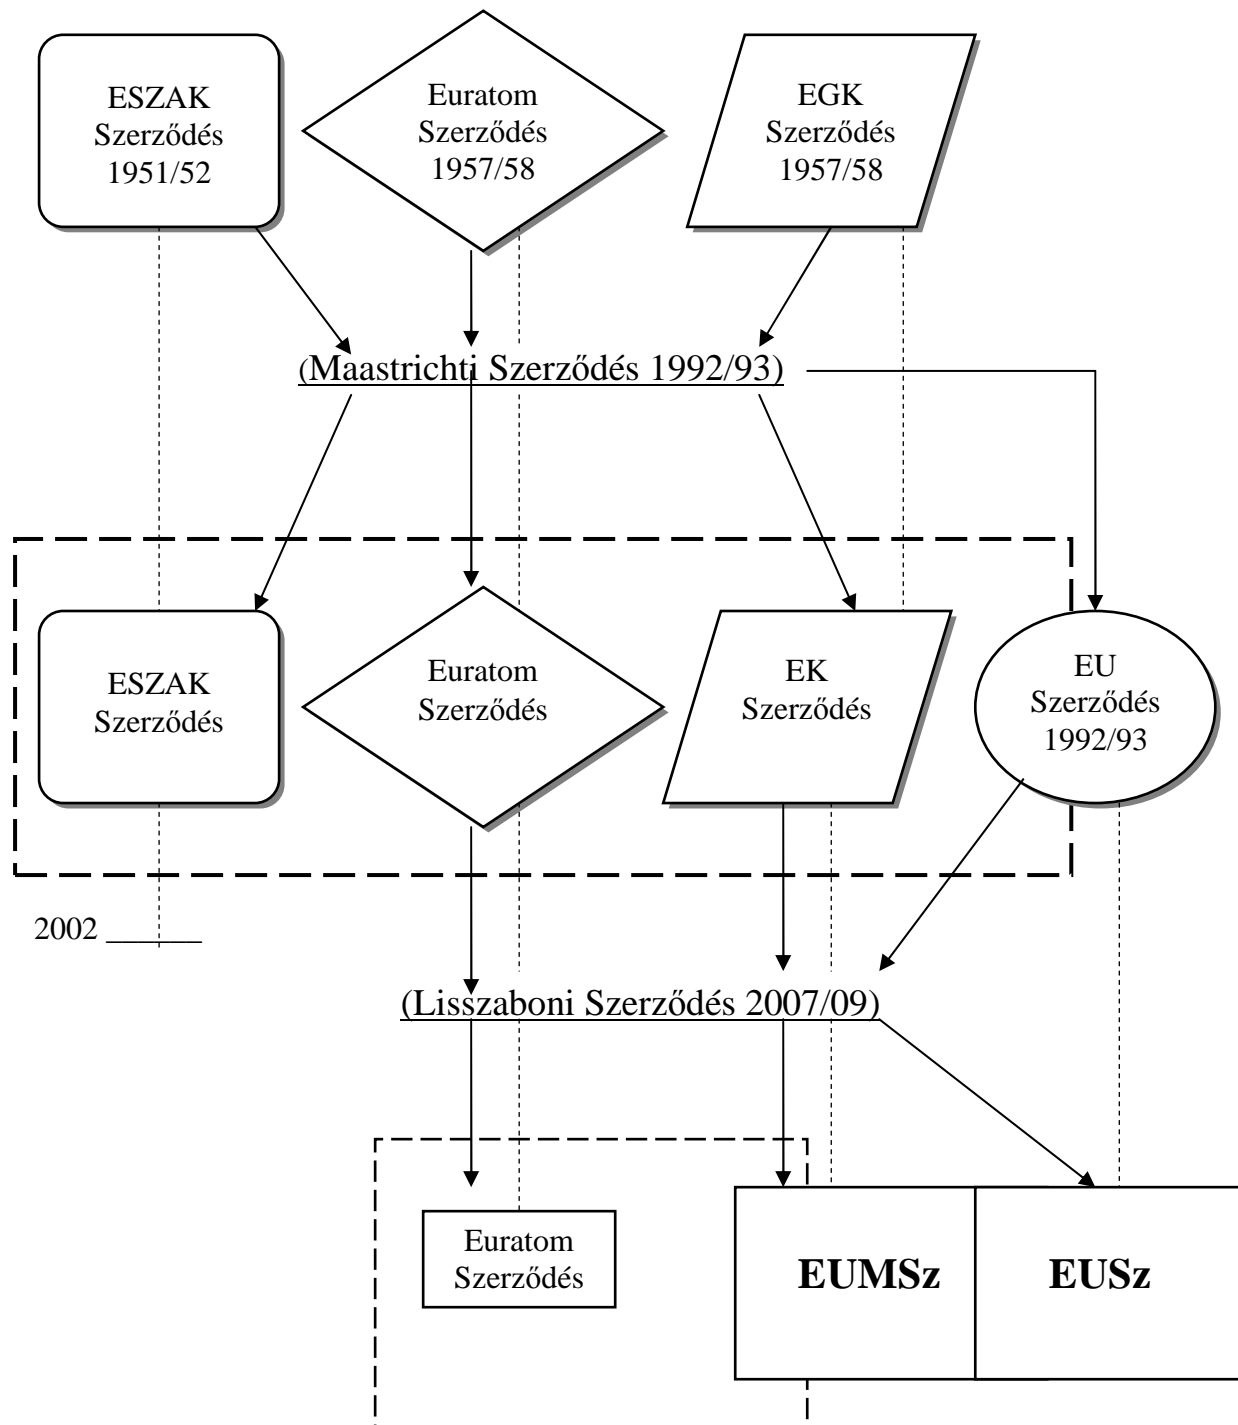 ESZAK
Szerződés
1951/52
Euratom
Szerződés
1957/58
EGK
Szerződés
1957/58
(Maastrichti Szerződés 1992/93)
ESZAK
Szerződés
Euratom
Szerződés
EK
Szerződés
EU
Szerződés
1992/93
2002 ______
(Lisszaboni Szerződés 2007/09)
Euratom
Szerződés
EUMSz
EUSz